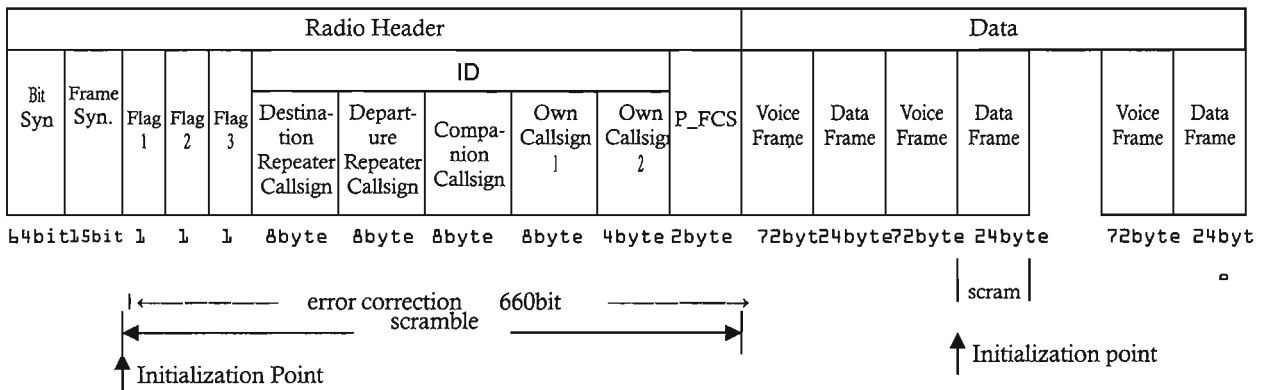 Radio Header Data
ID
Bit Syn
Frame Syn.
Flag 1
Flag 2
Flag 3
Destina-
tion
Repeater
Callsign
Depart-
ure
Repeater
Callsign
Compa-
nion
Callsign
Own
Callsign
1
Own
Callsign
2
P_FCS
Voice
Frame
Data
Frame
Voice
Frame
Data
Frame
Voice
Frame
Data
Frame
64bit 15bit 1 1 1 8byte 8byte 8byte 8byte 4byte 2byte 72byt 24byte 72byte 24byte 72byte 24byt
e
error correction 660bit
scramble
scram
Initialization Point
Initialization point